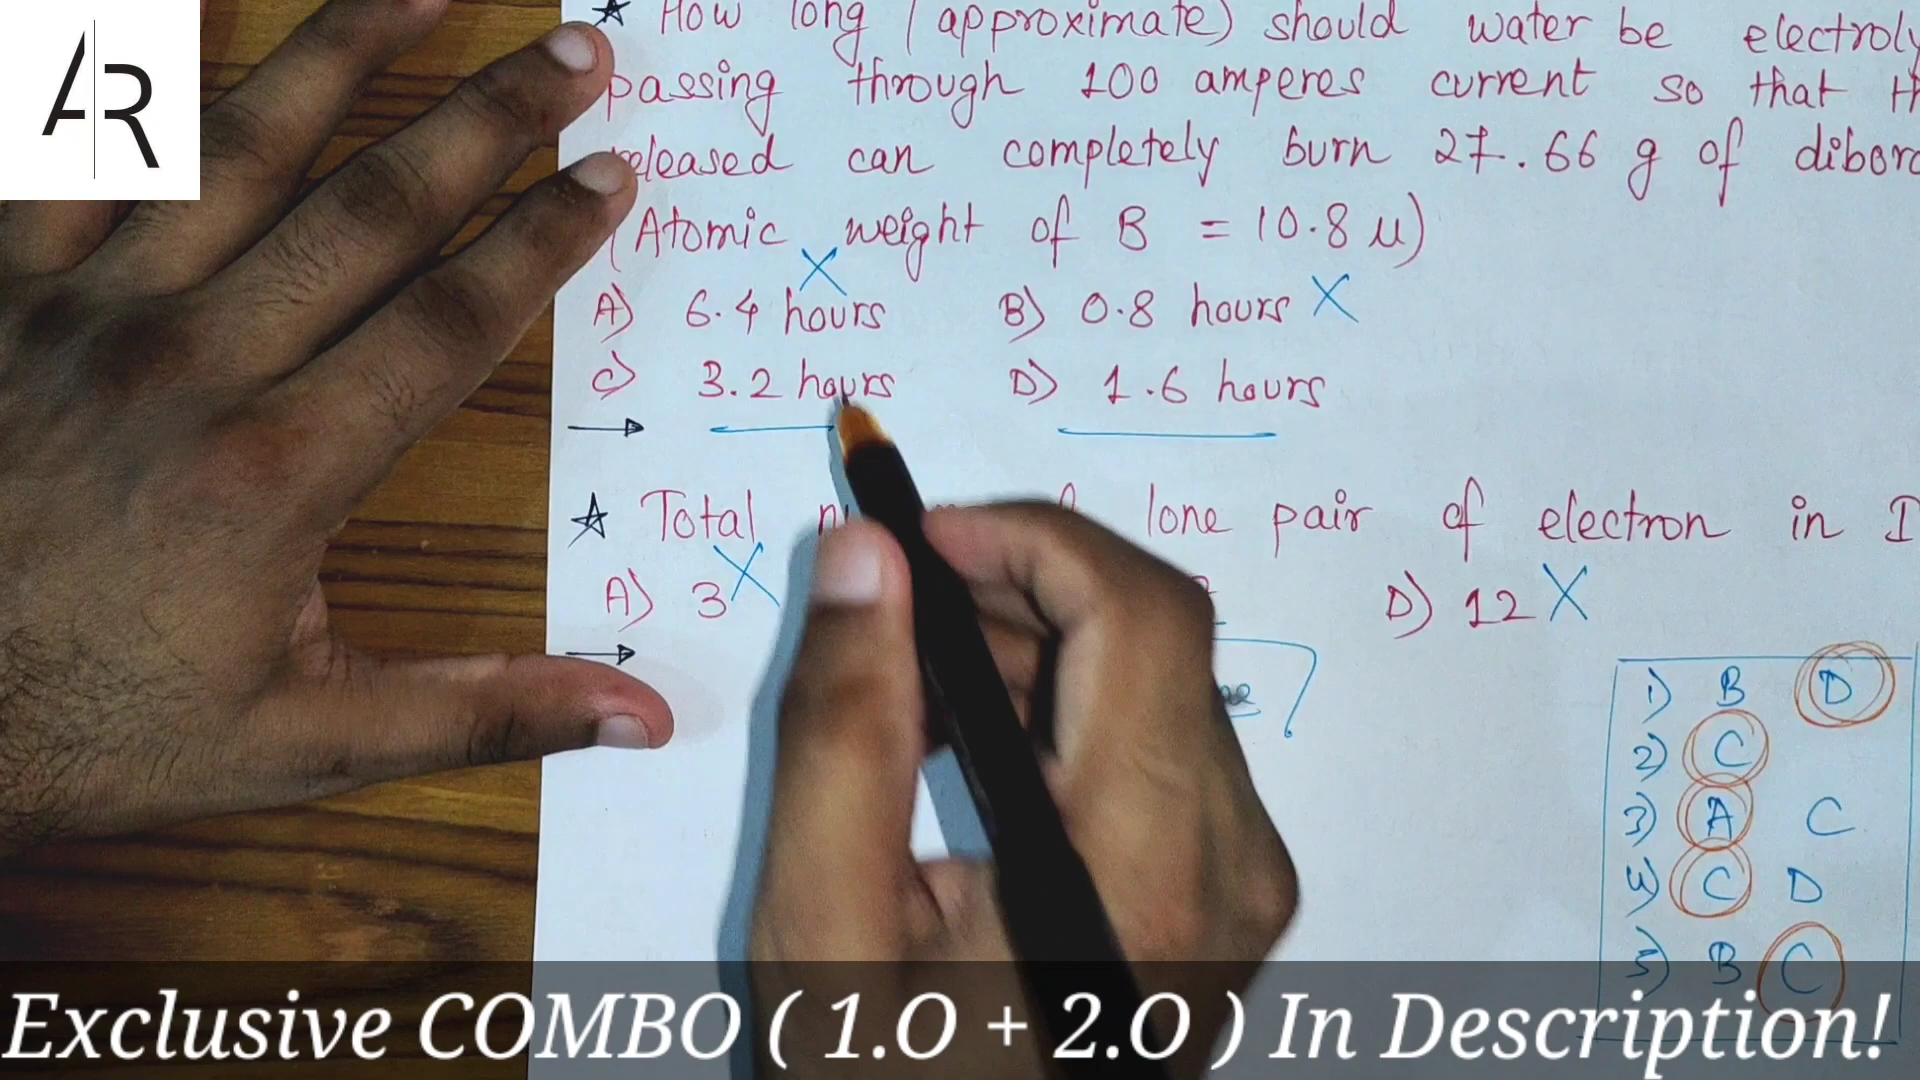 AR
★ How long (approximate) should water be electroly
passing through 100 amperes current so that th
released can completely burn 27.66 g of dibora
(Atomic weight of B = 10.8 μ)
A) 6.4 hours B) 0.8 hours X
C) 3.2 hours D) 1.6 hours
★ Total lone pair of electron in I
A) 3 X D) 12 X
1) B D
2) C
3) A C
4) C D
5) B C
Exclusive COMBO ( 1.O + 2.O ) In Description!